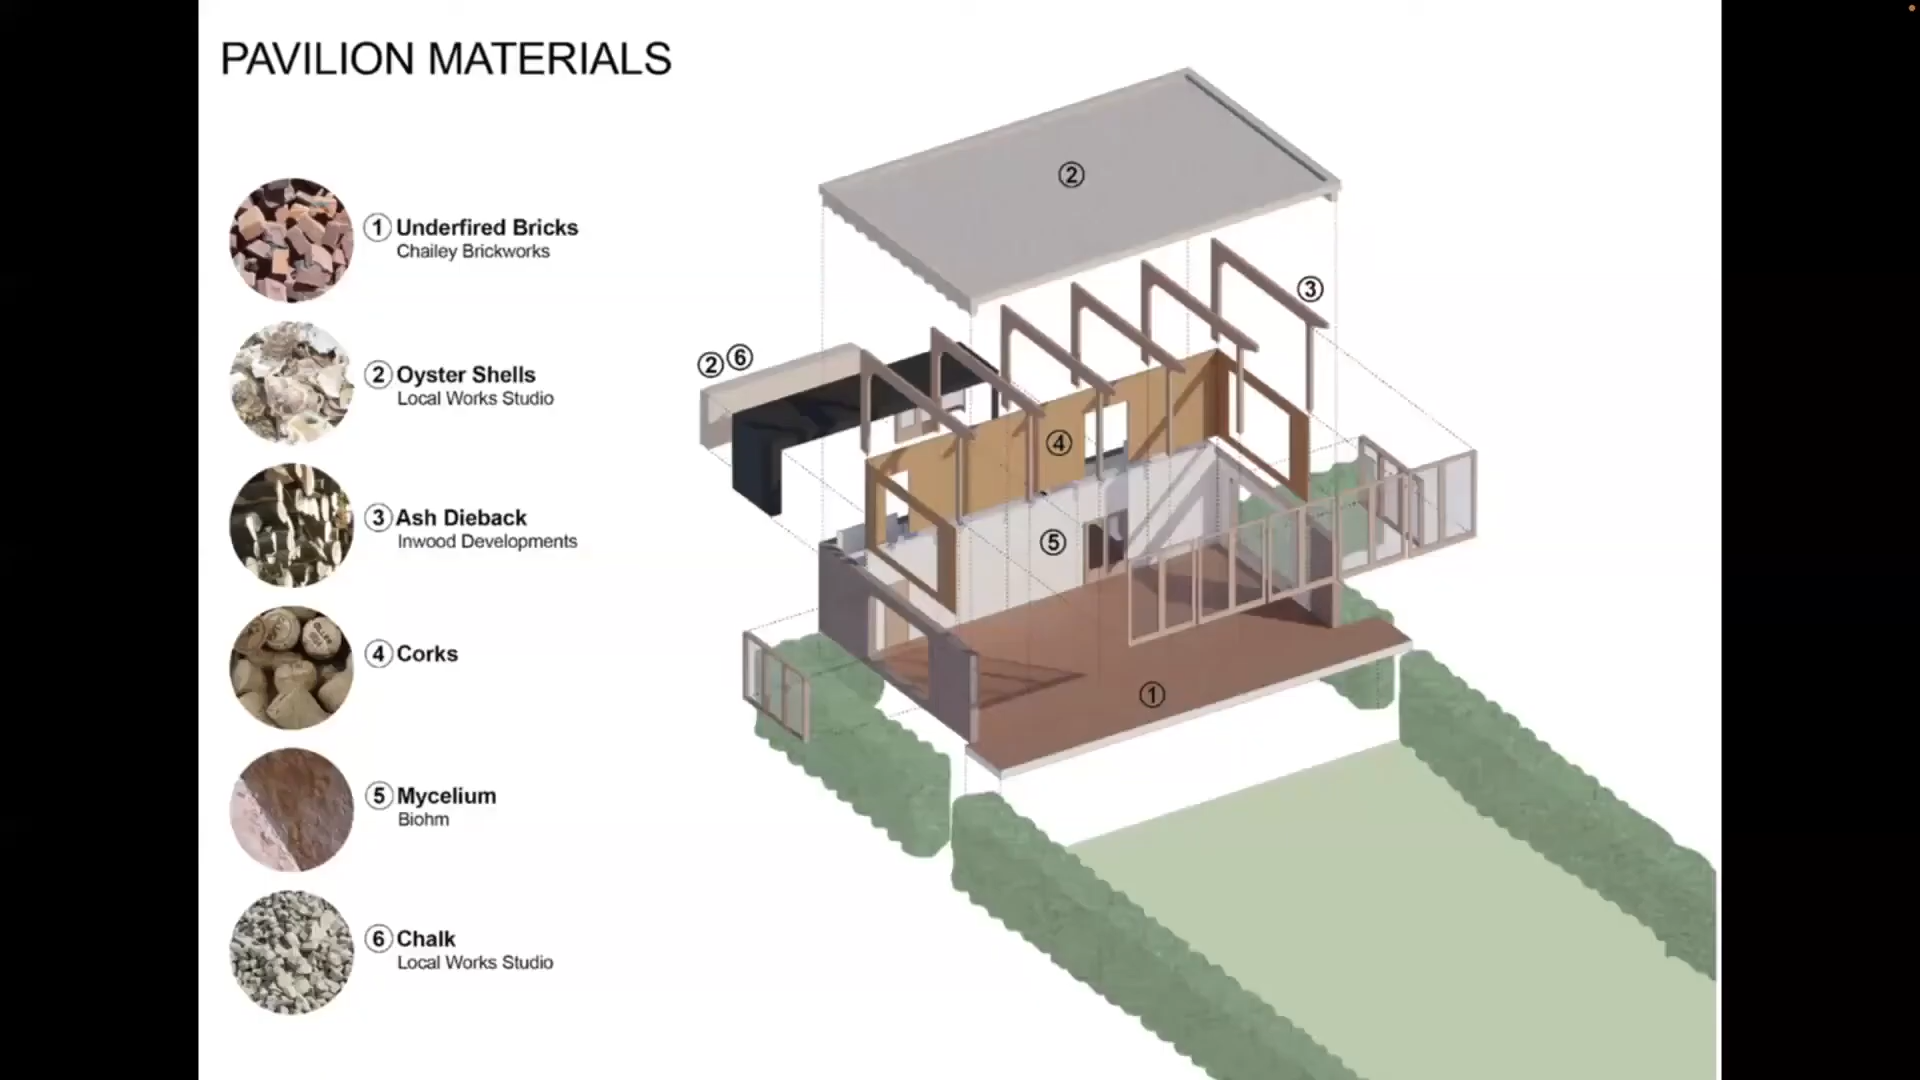 PAVILION MATERIALS
① Underfired Bricks
Chailey Brickworks
② Oyster Shells
Local Works Studio
③ Ash Dieback
Inwood Developments
④ Corks
⑤ Mycelium
Biohm
⑥ Chalk
Local Works Studio
②
③
② ⑥
④
⑤
①